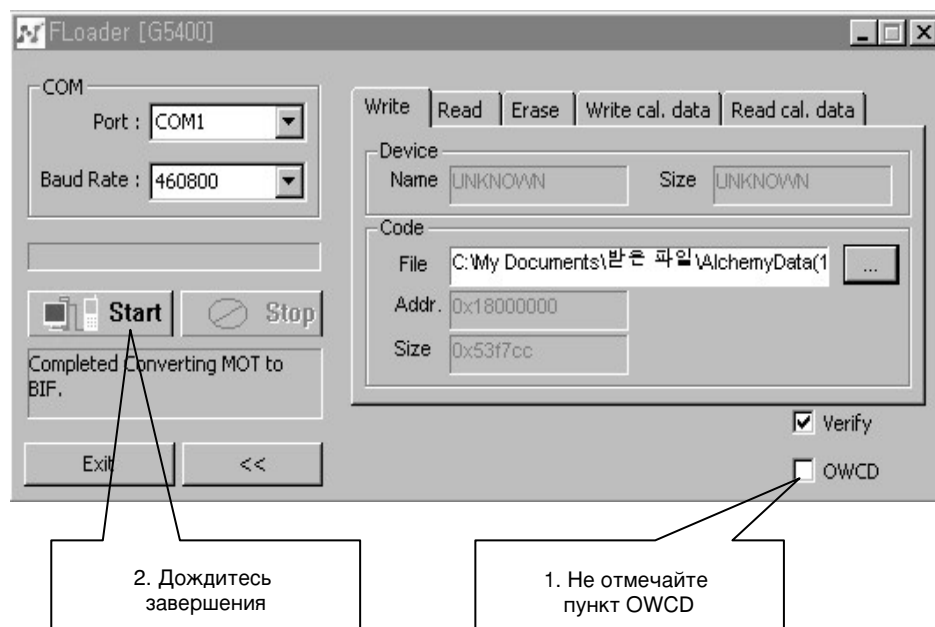 FLoader [G5400]
COM
Port : COM1
Baud Rate : 460800
Start
Stop
Completed Converting MOT to
BIF.
Exit
<<
Write
Read
Erase
Write cal. data
Read cal. data
Device
Name UNKNOWN
Size UNKNOWN
Code
File C:\My Documents\받은 파일\AlchemyData(1
...
Addr. 0x18000000
Size 0x53f7cc
Verify
OWCD
2. Дождитесь
завершения
1. Не отмечайте
пункт OWCD